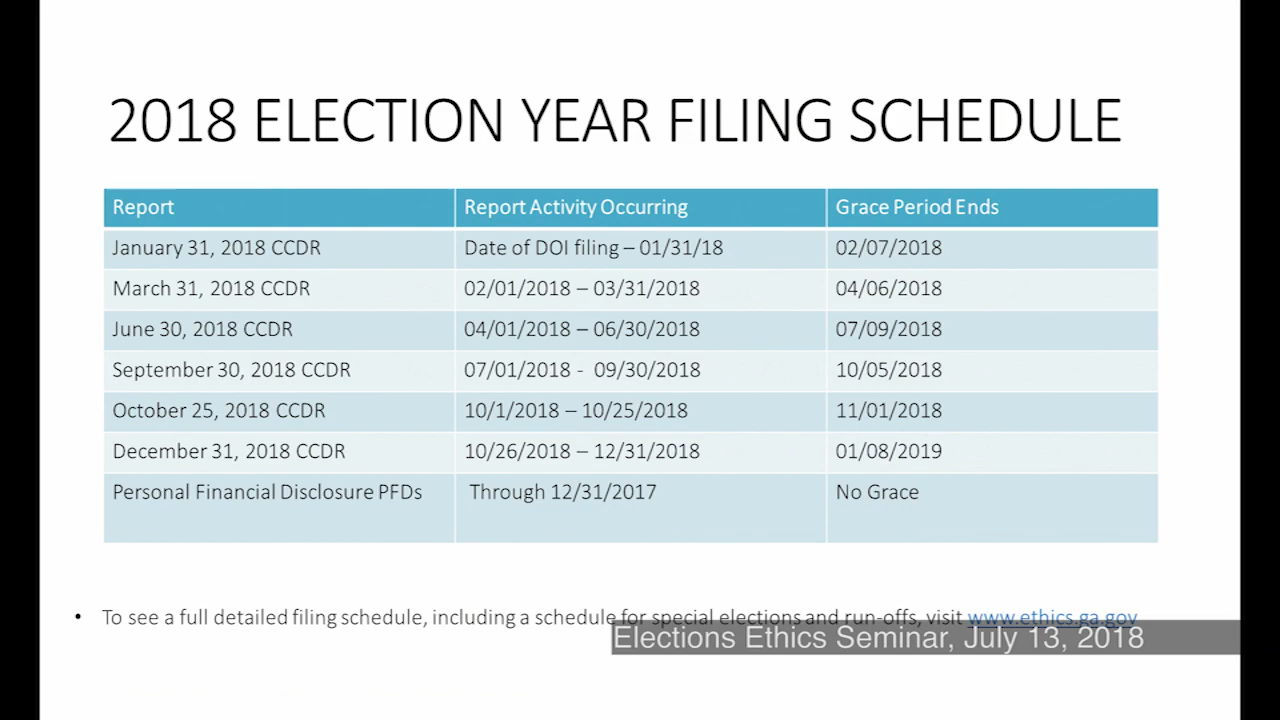 2018 ELECTION YEAR FILING SCHEDULE
Report Report Activity Occurring Grace Period Ends
January 31, 2018 CCDR Date of DOI filing – 01/31/18 02/07/2018
March 31, 2018 CCDR 02/01/2018 – 03/31/2018 04/06/2018
June 30, 2018 CCDR 04/01/2018 – 06/30/2018 07/09/2018
September 30, 2018 CCDR 07/01/2018 - 09/30/2018 10/05/2018
October 25, 2018 CCDR 10/1/2018 – 10/25/2018 11/01/2018
December 31, 2018 CCDR 10/26/2018 – 12/31/2018 01/08/2019
Personal Financial Disclosure PFDs Through 12/31/2017 No Grace
• To see a full detailed filing schedule, including a schedule for special elections and run-offs, visit www.ethics.ga.gov
Elections Ethics Seminar, July 13, 2018